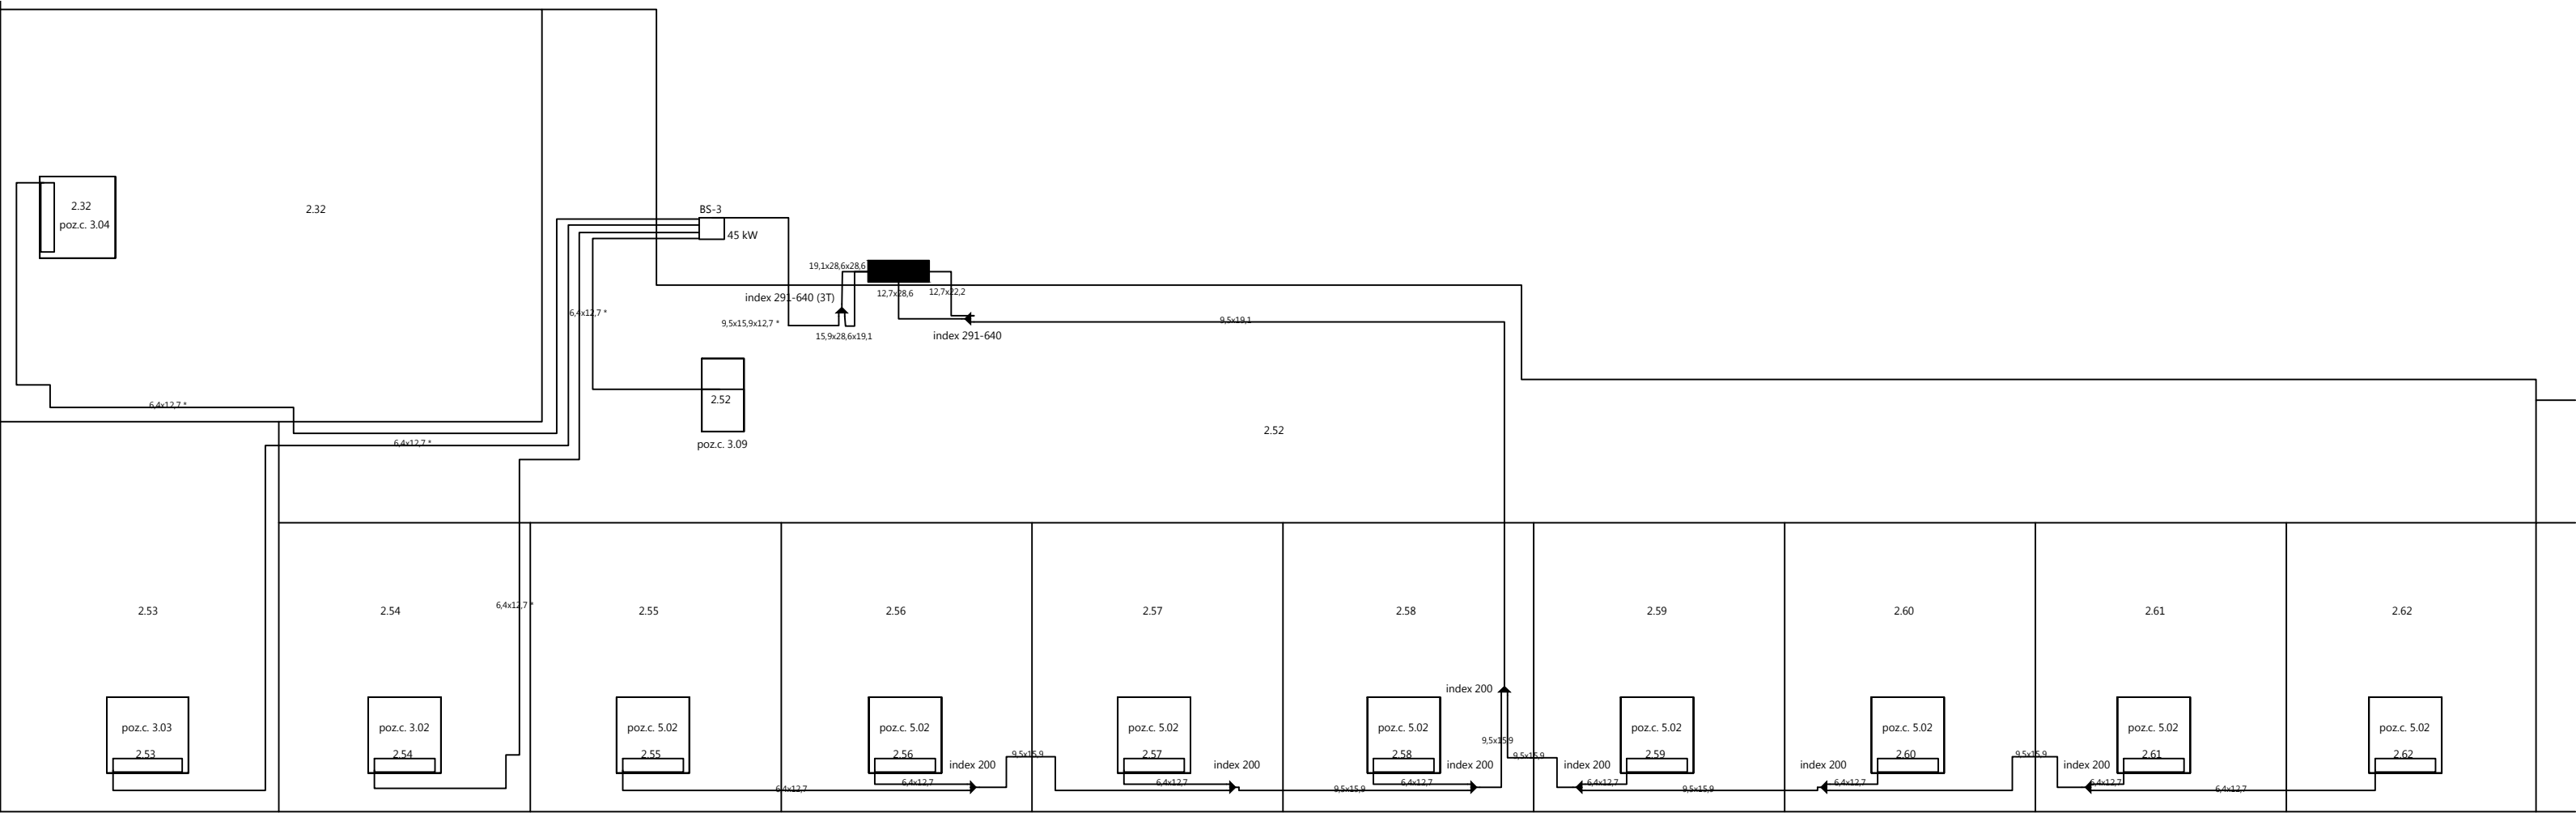 2.32
poz.c. 3.04
2.32
BS-3
45 kW
19,1x28,6x28,6
12,7x28,6
12,7x22,2
index 291-640 (3T)
6,4x12,7 *
9,5x15,9x12,7 *
15,9x28,6x19,1
index 291-640
9,5x19,1
2.52
poz.c. 3.09
2.52
6,4x12,7 *
6,4x12,7 *
6,4x12,7 *
2.53
2.54
2.55
2.56
2.57
2.58
2.59
2.60
2.61
2.62
index 200
poz.c. 3.03
2.53
poz.c. 3.02
2.54
poz.c. 5.02
2.55
poz.c. 5.02
2.56
poz.c. 5.02
2.57
poz.c. 5.02
2.58
poz.c. 5.02
2.59
poz.c. 5.02
2.60
poz.c. 5.02
2.61
poz.c. 5.02
2.62
9,5x15,9
9,5x15,9
9,5x15,9
9,5x15,9
index 200
index 200
index 200
index 200
index 200
index 200
6,4x12,7
6,4x12,7
6,4x12,7
9,5x15,9
6,4x12,7
6,4x12,7
9,5x15,9
6,4x12,7
6,4x12,7
6,4x12,7